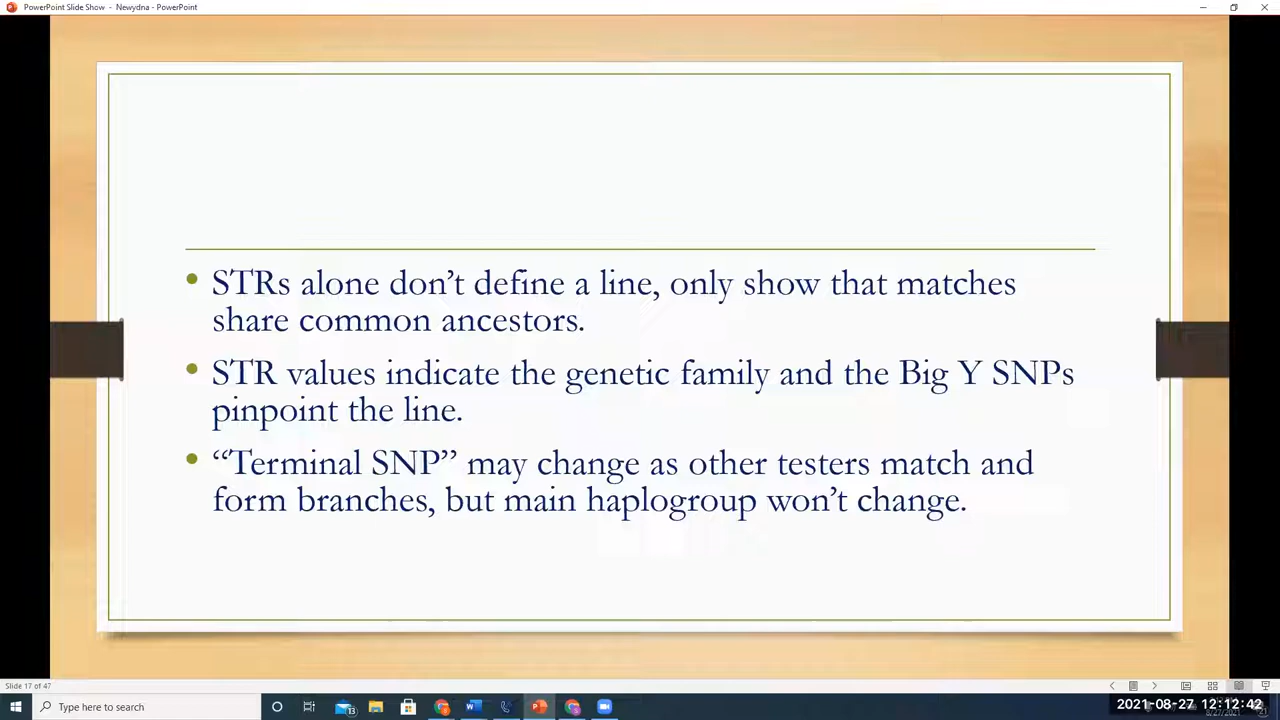 PowerPoint Slide Show - Newydna - PowerPoint
• STRs alone don’t define a line, only show that matches
share common ancestors.
• STR values indicate the genetic family and the Big Y SNPs
pinpoint the line.
• “Terminal SNP” may change as other testers match and
form branches, but main haplogroup won’t change.
Slide 17 of 47
Type here to search
13
2021-08-27 12:12:42